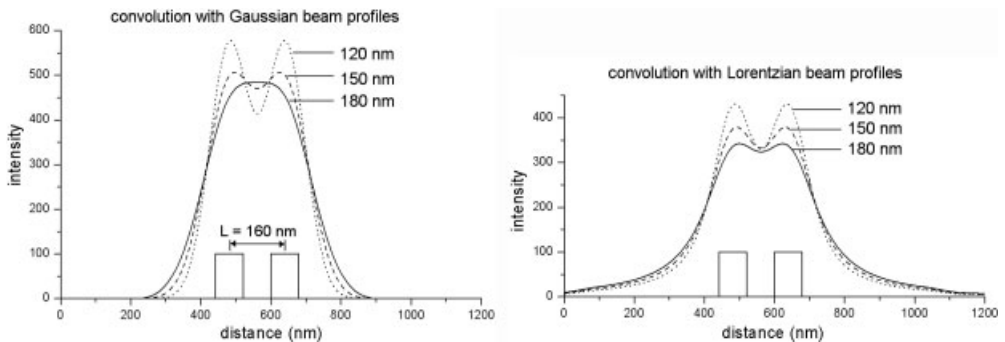 convolution with Gaussian beam profiles
600
500
400
300
200
100
0
intensity
120 nm
150 nm
180 nm
L = 160 nm
0 200 400 600 800 1000 1200
distance (nm)
convolution with Lorentzian beam profiles
400
300
200
100
0
intensity
120 nm
150 nm
180 nm
0 200 400 600 800 1000 1200
distance (nm)